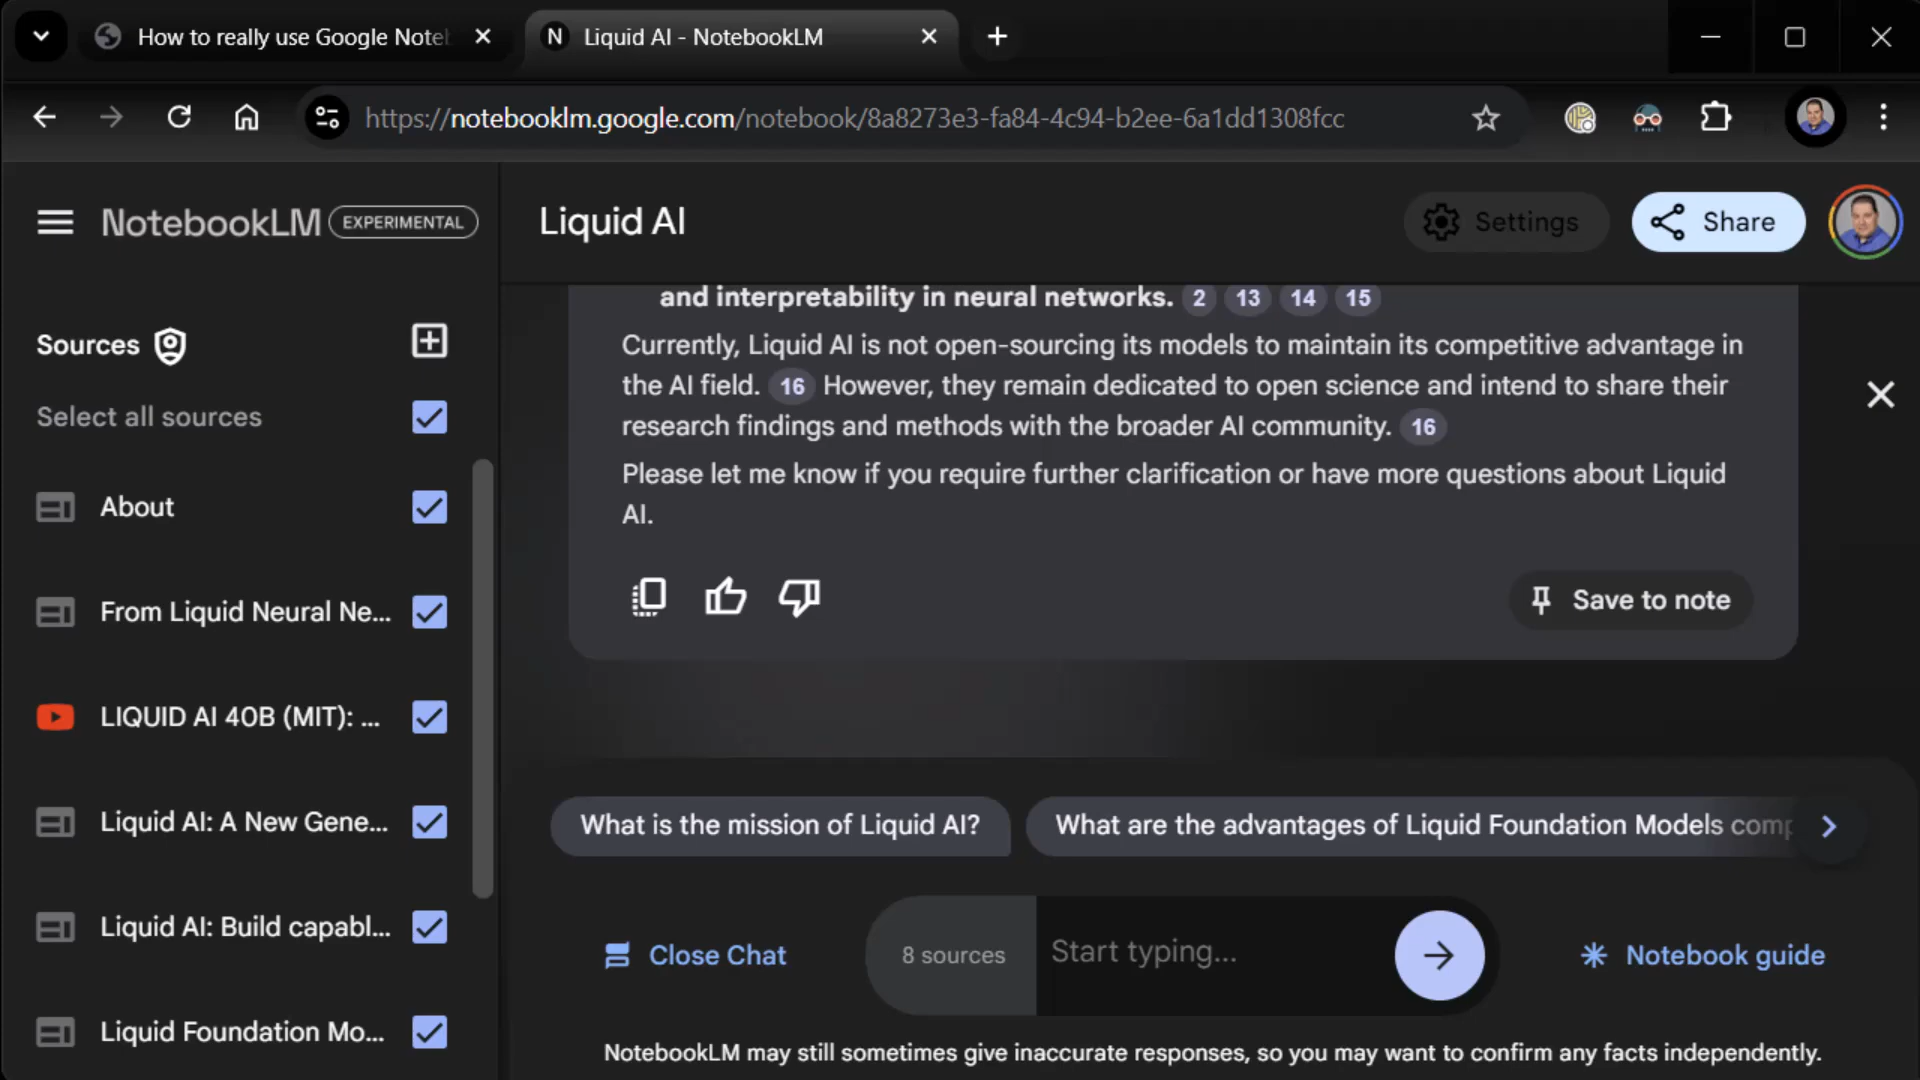 How to really use Google Note
N Liquid AI - NotebookLM
https://notebooklm.google.com/notebook/8a8273e3-fa84-4c94-b2ee-6a1dd1308fcc
NotebookLM EXPERIMENTAL
Liquid AI
Settings
Share
Sources
Select all sources
About
From Liquid Neural Ne...
LIQUID AI 40B (MIT): ...
Liquid AI: A New Gene...
Liquid AI: Build capabl...
Liquid Foundation Mo...
and interpretability in neural networks. 2 13 14 15
Currently, Liquid AI is not open-sourcing its models to maintain its competitive advantage in
the AI field. 16 However, they remain dedicated to open science and intend to share their
research findings and methods with the broader AI community. 16
Please let me know if you require further clarification or have more questions about Liquid
AI.
Save to note
What is the mission of Liquid AI?
What are the advantages of Liquid Foundation Models comp
Close Chat
8 sources
Start typing...
Notebook guide
NotebookLM may still sometimes give inaccurate responses, so you may want to confirm any facts independently.